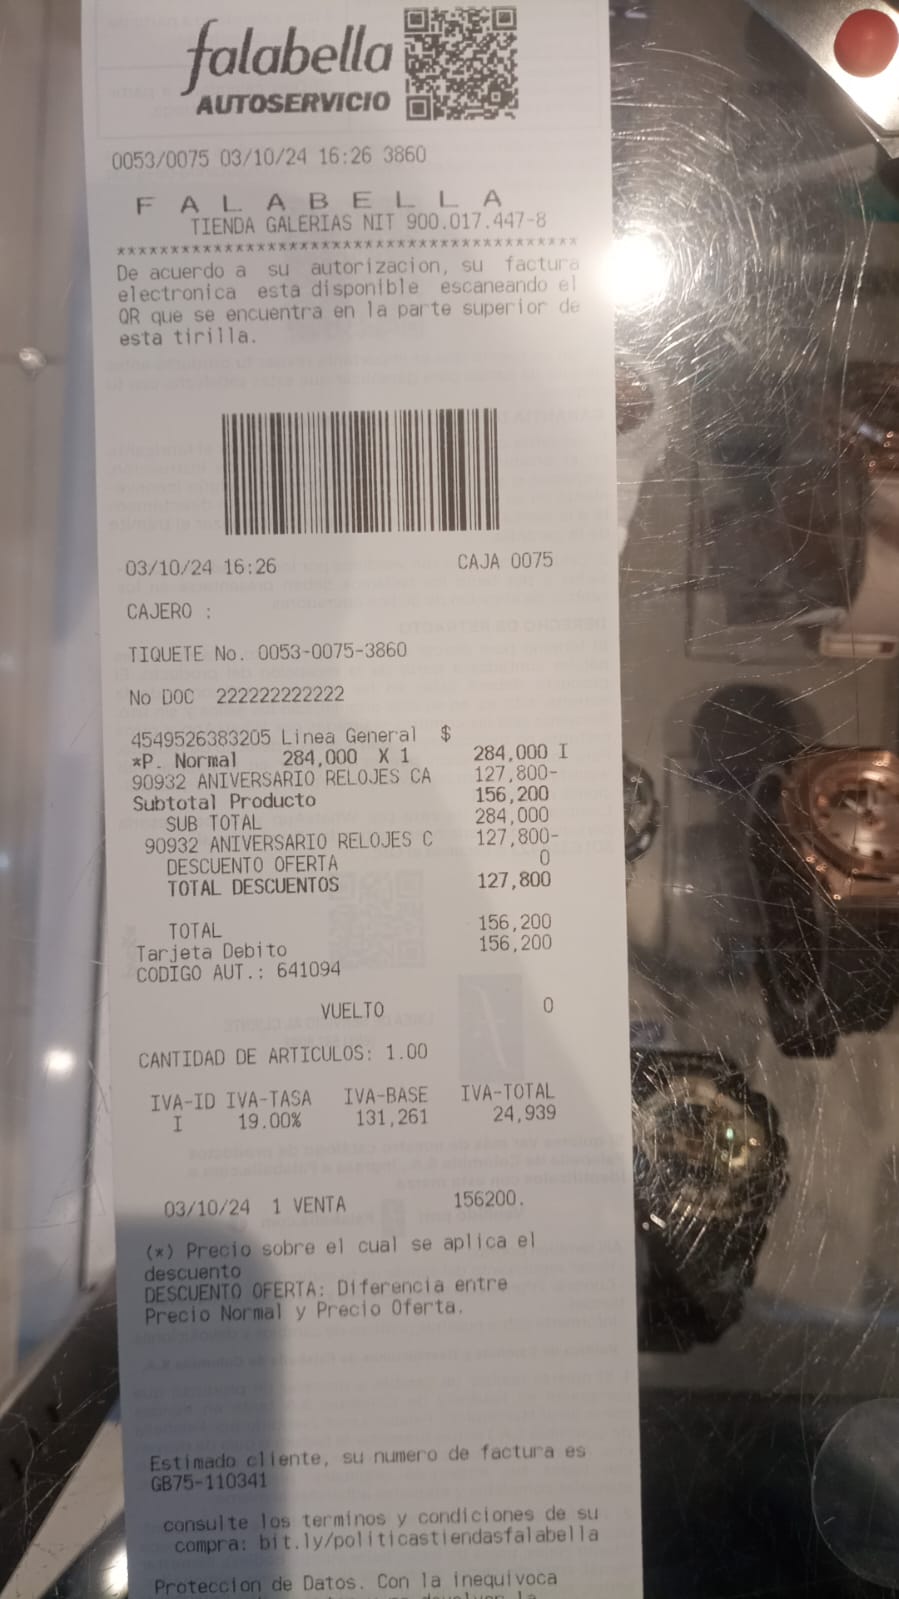 falabella
AUTOSERVICIO
0053/0075 03/10/24 16:26 3860
F A L A B E L L A
TIENDA GALERIAS NIT 900.017.447-8
******************************************
De acuerdo a su autorizacion, su factura
electronica esta disponible escaneando el
QR que se encuentra en la parte superior de
esta tirilla.
03/10/24 16:26 CAJA 0075
CAJERO :
TIQUETE No. 0053-0075-3860
No DOC 222222222222
4549526383205 Linea General $
*P. Normal 284,000 X 1 284,000 I
90932 ANIVERSARIO RELOJES CA 127,800-
Subtotal Producto 156,200
SUB TOTAL 284,000
90932 ANIVERSARIO RELOJES C 127,800-
DESCUENTO OFERTA 0
TOTAL DESCUENTOS 127,800
TOTAL 156,200
Tarjeta Debito 156,200
CODIGO AUT.: 641094
VUELTO 0
CANTIDAD DE ARTICULOS: 1.00
IVA-ID IVA-TASA IVA-BASE IVA-TOTAL
I 19.00% 131,261 24,939
03/10/24 1 VENTA 156200.
(*) Precio sobre el cual se aplica el
descuento
DESCUENTO OFERTA: Diferencia entre
Precio Normal y Precio Oferta.
Estimado cliente, su numero de factura es
GB75-110341
consulte los terminos y condiciones de su
compra: bit.ly/politicastiendasfalabella
Proteccion de Datos. Con la inequivoca